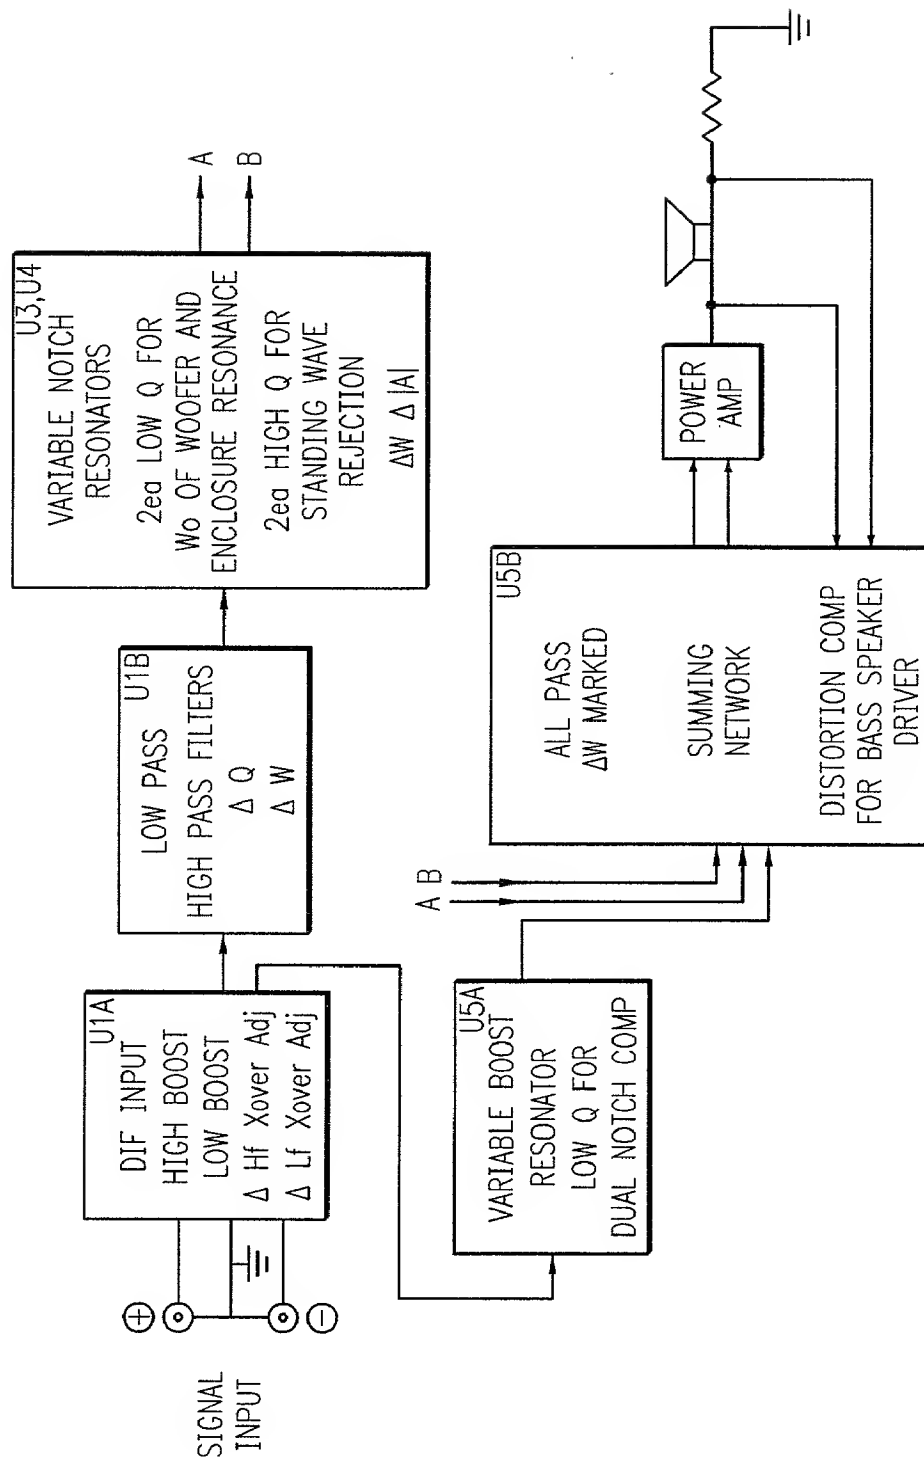 SIGNAL
INPUT
+
−
U1A
DIF INPUT
HIGH BOOST
LOW BOOST
Δ Hf Xover Adj
Δ Lf Xover Adj
U1B
LOW PASS
HIGH PASS FILTERS
Δ Q
Δ W
U3,U4
VARIABLE NOTCH
RESONATORS
2ea LOW Q FOR
Wo OF WOOFER AND
ENCLOSURE RESONANCE
2ea HIGH Q FOR
STANDING WAVE
REJECTION
ΔW Δ |A|
A
B
U5A
VARIABLE BOOST
RESONATOR
LOW Q FOR
DUAL NOTCH COMP
A B
U5B
ALL PASS
ΔW MARKED
SUMMING
NETWORK
DISTORTION COMP
FOR BASS SPEAKER
DRIVER
POWER
AMP